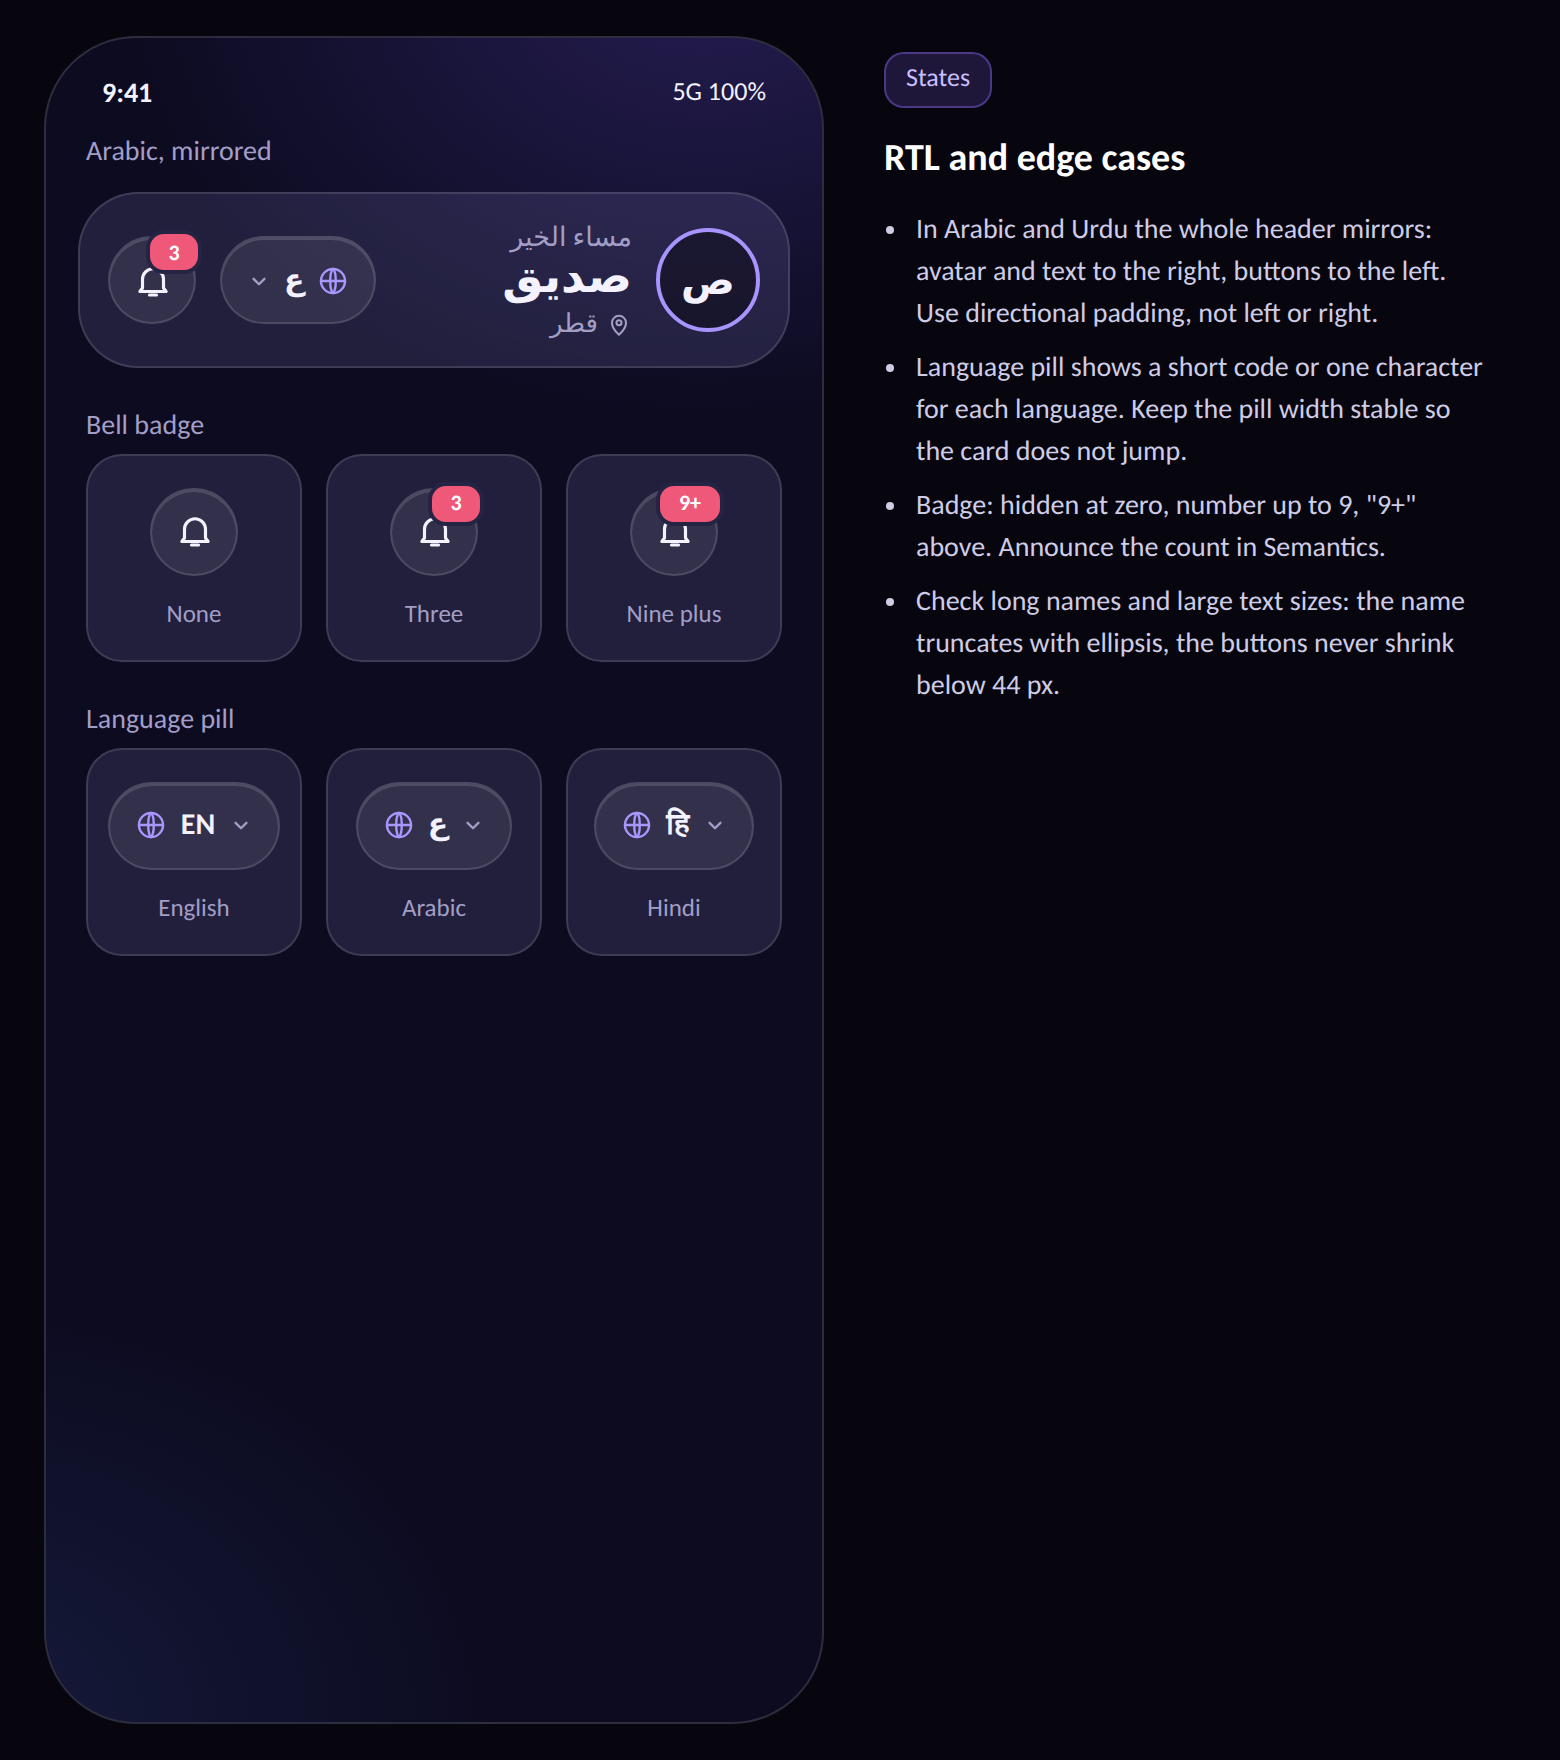 9:41
5G 100%
Arabic, mirrored
3
ع
مساء الخير
صديق
قطر
ص
Bell badge
3
9+
None
Three
Nine plus
Language pill
EN
ع
हि
English
Arabic
Hindi
States
RTL and edge cases
• In Arabic and Urdu the whole header mirrors:
avatar and text to the right, buttons to the left.
Use directional padding, not left or right.
• Language pill shows a short code or one character
for each language. Keep the pill width stable so
the card does not jump.
• Badge: hidden at zero, number up to 9, "9+"
above. Announce the count in Semantics.
• Check long names and large text sizes: the name
truncates with ellipsis, the buttons never shrink
below 44 px.